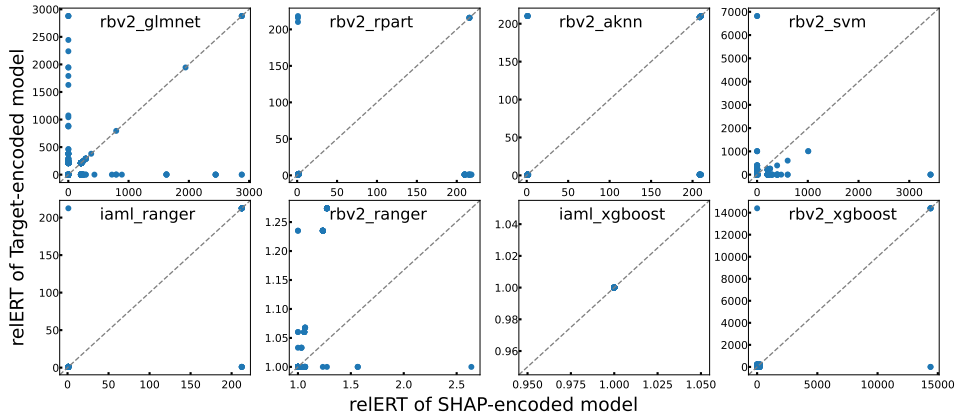 relERT of Target-encoded model
rbv2_glmnet
3000
2500
2000
1500
1000
500
0
0 1000 2000 3000
rbv2_rpart
200
150
100
50
0
0 50 100 150 200
rbv2_aknn
200
150
100
50
0
0 50 100 150 200
rbv2_svm
7000
6000
5000
4000
3000
2000
1000
0
0 1000 2000 3000
iaml_ranger
200
150
100
50
0
0 50 100 150 200
rbv2_ranger
1.25
1.20
1.15
1.10
1.05
1.00
1.0 1.5 2.0 2.5
iaml_xgboost
1.04
1.02
1.00
0.98
0.96
0.950 0.975 1.000 1.025 1.050
rbv2_xgboost
14000
12000
10000
8000
6000
4000
2000
0
0 5000 10000 15000
relERT of SHAP-encoded model